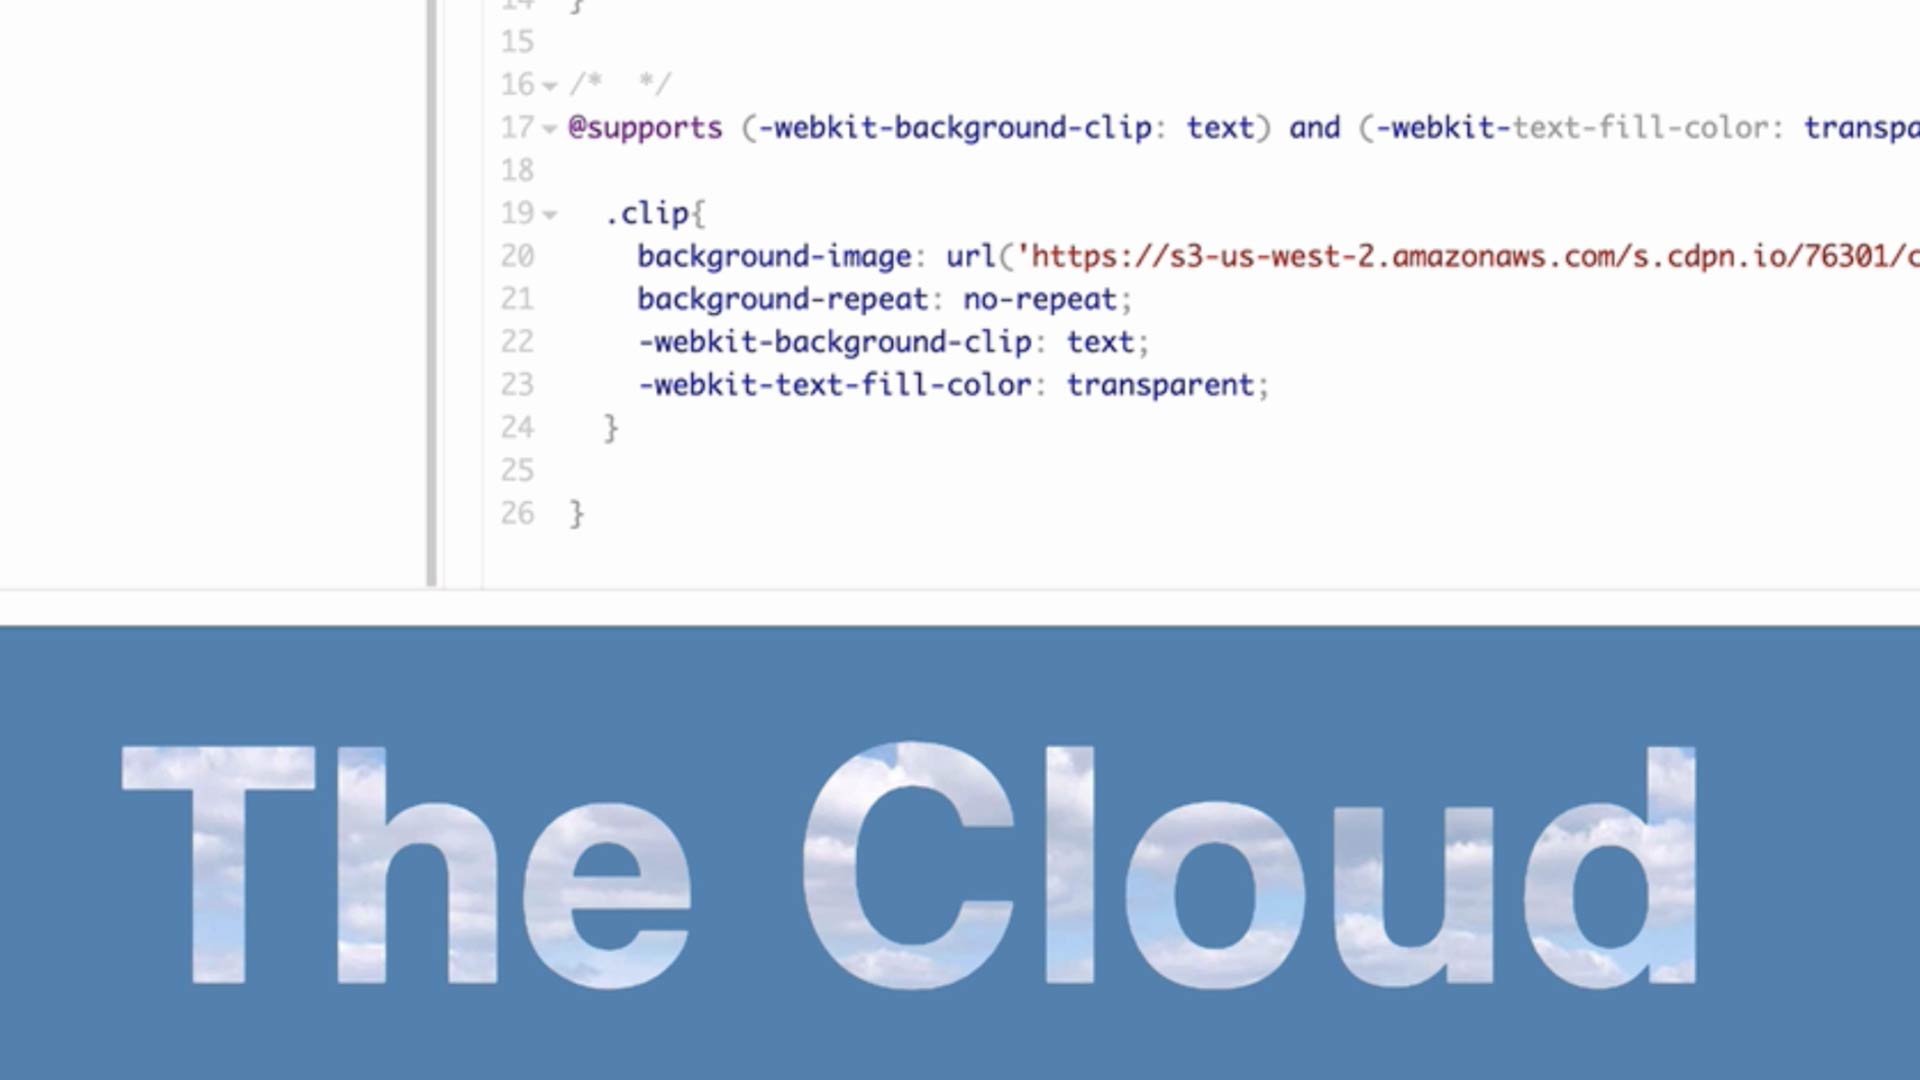 14 }
15
16 /*  */
17 @supports (-webkit-background-clip: text) and (-webkit-text-fill-color: transpa
18
19 .clip{
20 background-image: url('https://s3-us-west-2.amazonaws.com/s.cdpn.io/76301/c
21 background-repeat: no-repeat;
22 -webkit-background-clip: text;
23 -webkit-text-fill-color: transparent;
24 }
25
26 }
The Cloud